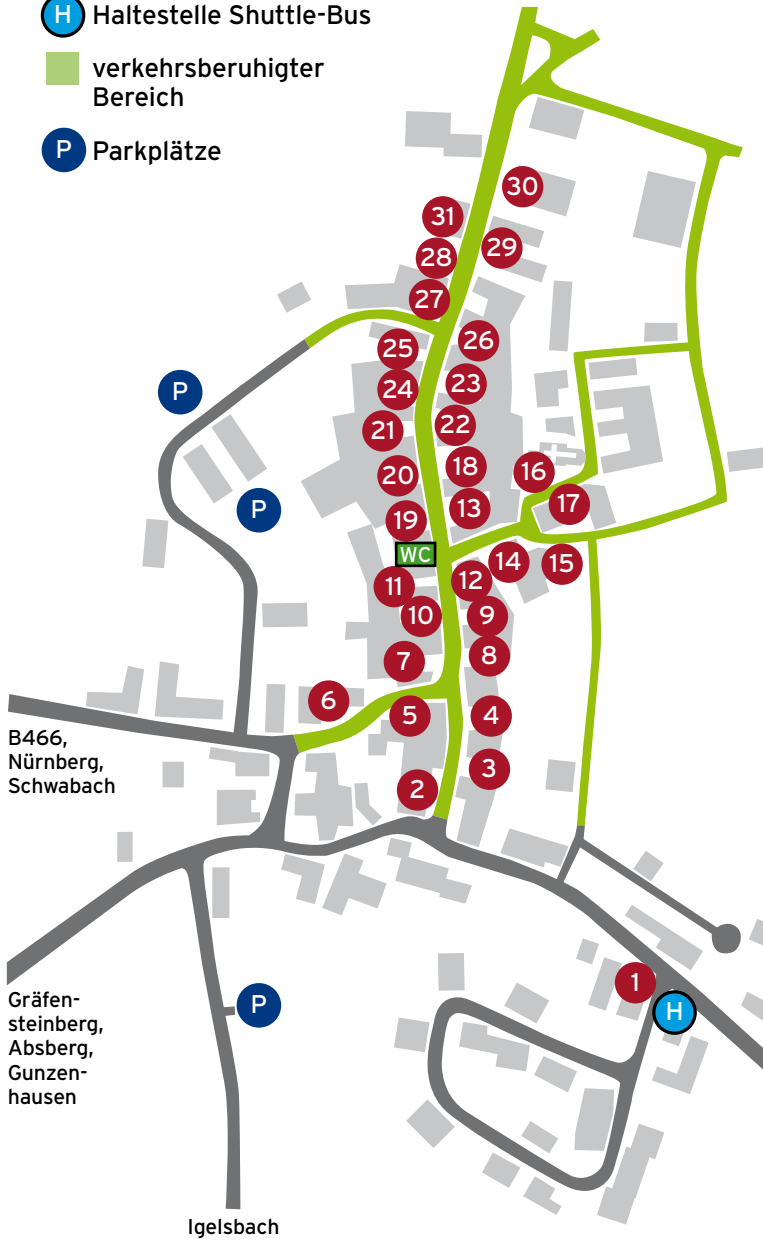 H Haltestelle Shuttle-Bus
verkehrsberuhigter
Bereich
P Parkplätze
30
31
29
28
27
26
25
P
24
23
21
22
20
18
16
P
13
17
19
WC
14
15
12
11
10
9
8
7
6
5
4
B466,
Nürnberg,
Schwabach
3
2
1
Gräfen-
steinberg,
Absberg,
Gunzen-
hausen
P
H
Igelsbach